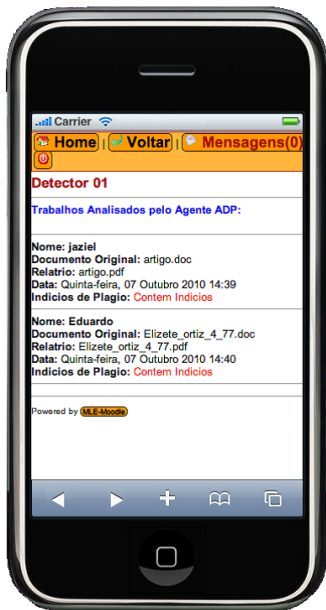 Carrier
Home | Voltar | Mensagens(0)
Detector 01
Trabalhos Analisados pelo Agente ADP:
Nome: jaziel
Documento Original: artigo.doc
Relatrio: artigo.pdf
Data: Quinta-feira, 07 Outubro 2010 14:39
Indicios de Plagio: Contem Indicios
Nome: Eduardo
Documento Original: Elizete_ortiz_4_77.doc
Relatrio: Elizete_ortiz_4_77.pdf
Data: Quinta-feira, 07 Outubro 2010 14:40
Indicios de Plagio: Contem Indicios
Powered by MLE-Moodle